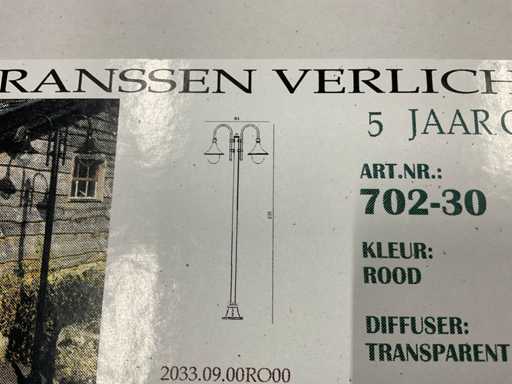 RANSSEN VERLICH
5 JAAR
ART.NR.:
702-30
KLEUR:
ROOD
DIFFUSER:
TRANSPARENT
2033.09.00RO00